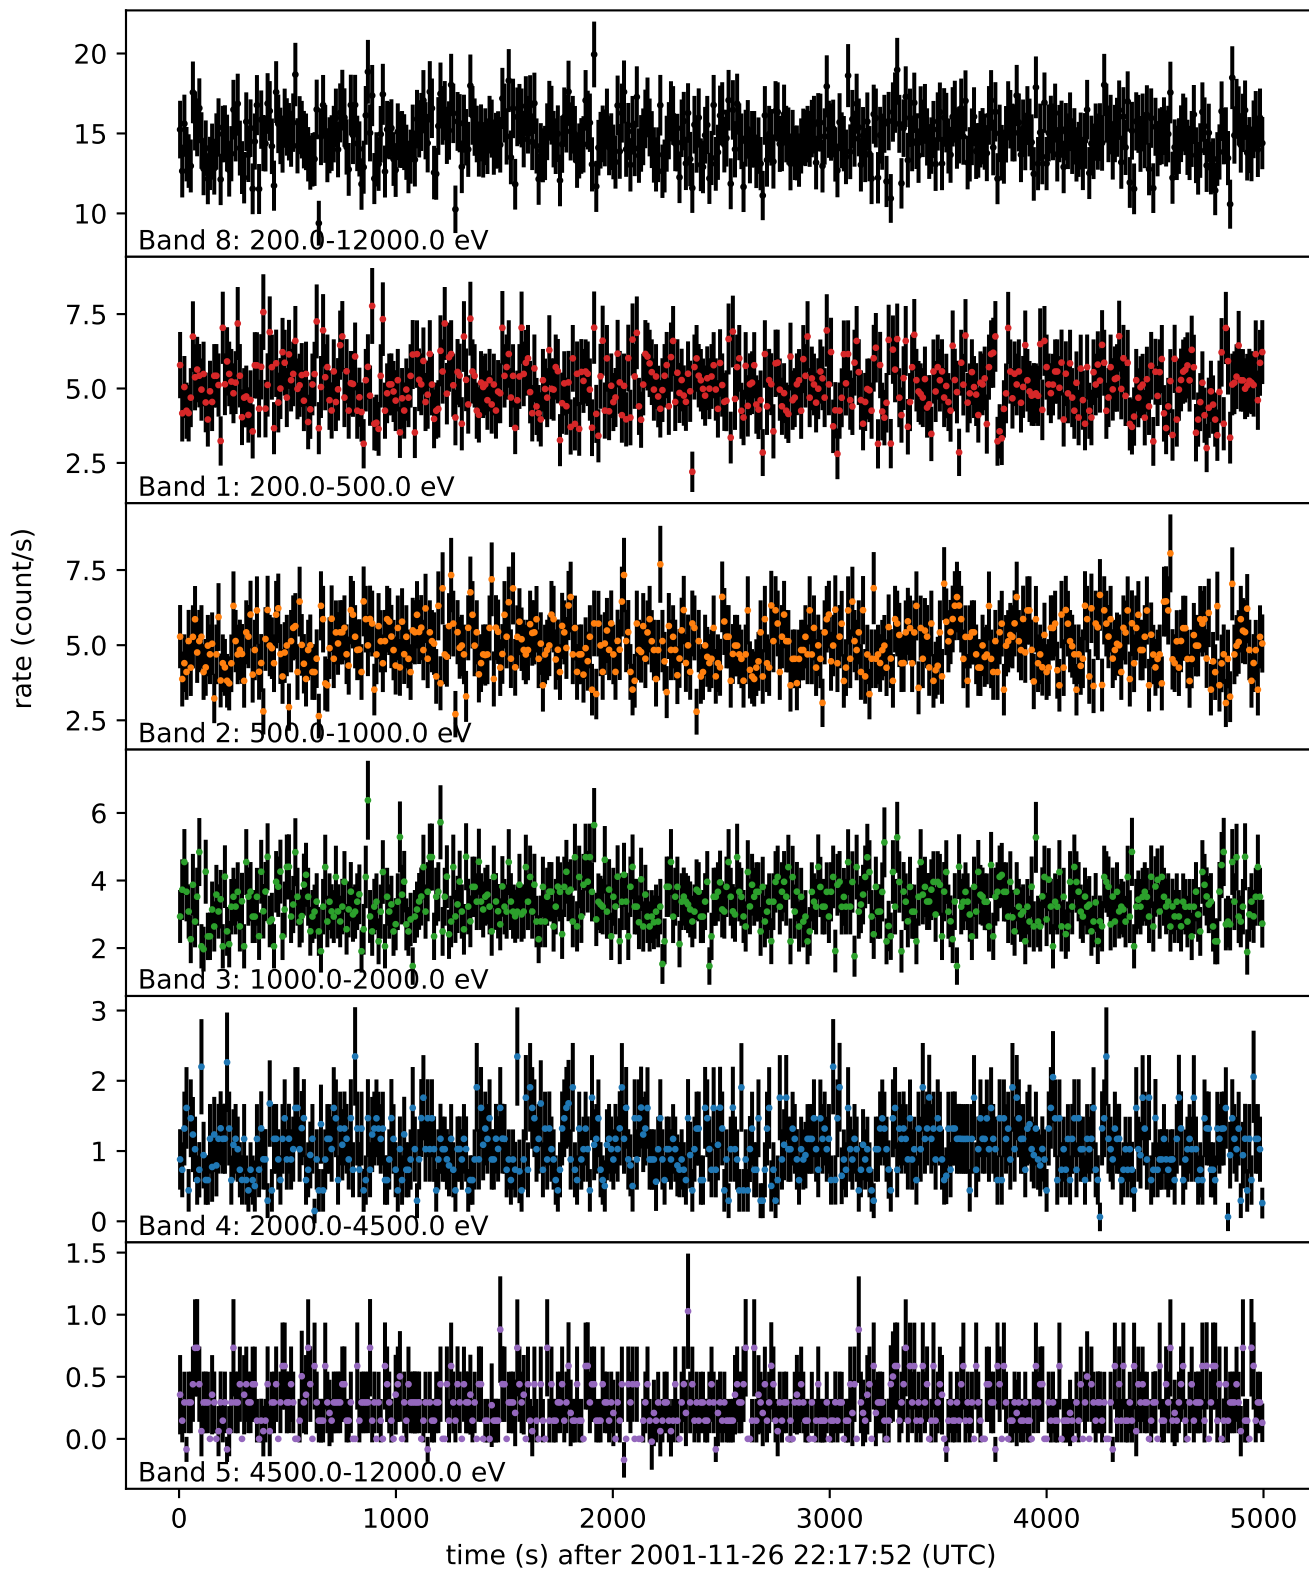 20
15
10
Band 8: 200.0-12000.0 eV
7.5
5.0
2.5
Band 1: 200.0-500.0 eV
rate (count/s)
7.5
5.0
2.5
Band 2: 500.0-1000.0 eV
6
4
2
Band 3: 1000.0-2000.0 eV
3
2
1
0
Band 4: 2000.0-4500.0 eV
1.5
1.0
0.5
0.0
Band 5: 4500.0-12000.0 eV
0 1000 2000 3000 4000 5000
time (s) after 2001-11-26 22:17:52 (UTC)